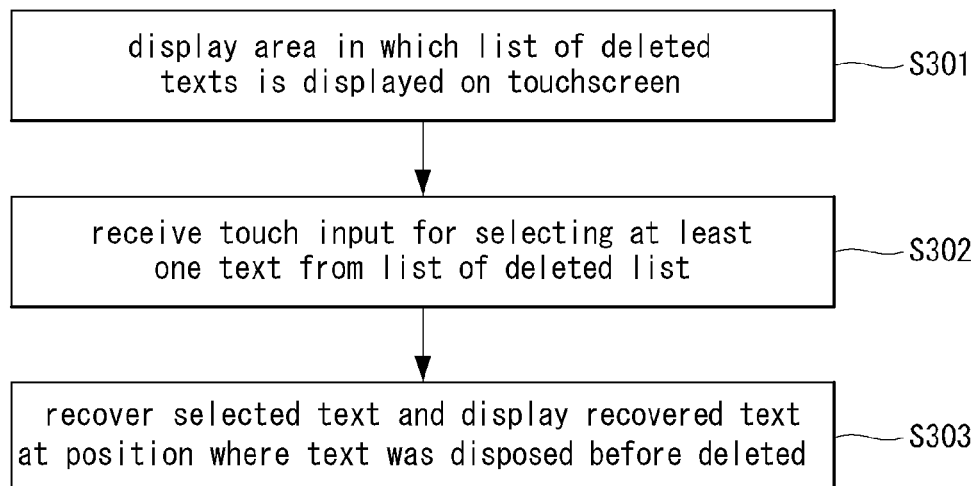 display area in which list of deleted
texts is displayed on touchscreen
S301
receive touch input for selecting at least
one text from list of deleted list
S302
recover selected text and display recovered text
at position where text was disposed before deleted
S303